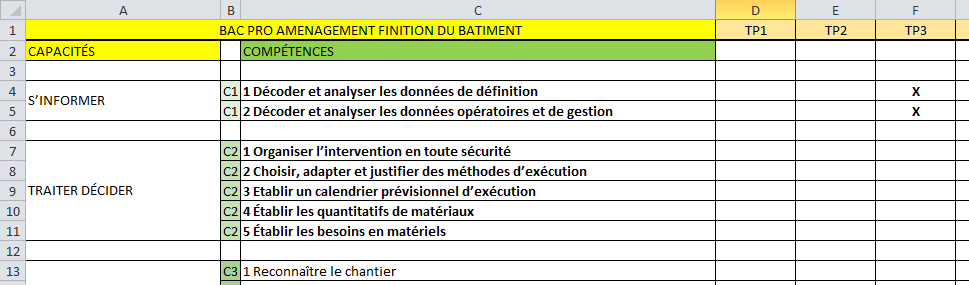 A B C D E F
1 BAC PRO AMENAGEMENT FINITION DU BATIMENT TP1 TP2 TP3
2 CAPACITÉS COMPÉTENCES
3
4 S’INFORMER C1 1 Décoder et analyser les données de définition X
5 C1 2 Décoder et analyser les données opératoires et de gestion X
6
7 C2 1 Organiser l’intervention en toute sécurité
8 C2 2 Choisir, adapter et justifier des méthodes d’exécution
9 TRAITER DÉCIDER C2 3 Etablir un calendrier prévisionnel d’exécution
10 C2 4 Établir les quantitatifs de matériaux
11 C2 5 Établir les besoins en matériels
12
13 C3 1 Reconnaître le chantier